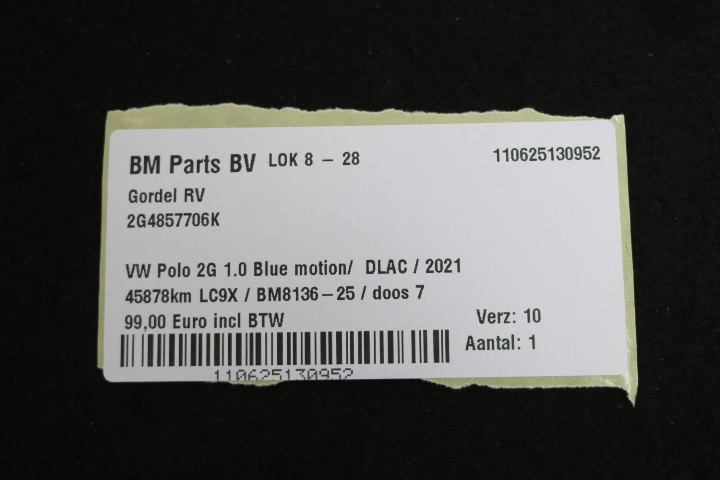 BM Parts BV LOK 8 - 28 110625130952
Gordel RV
2G4857706K
VW Polo 2G 1.0 Blue motion/ DLAC / 2021
45878km LC9X / BM8136-25 / doos 7
99,00 Euro incl BTW Verz: 10
Aantal: 1
110625130952